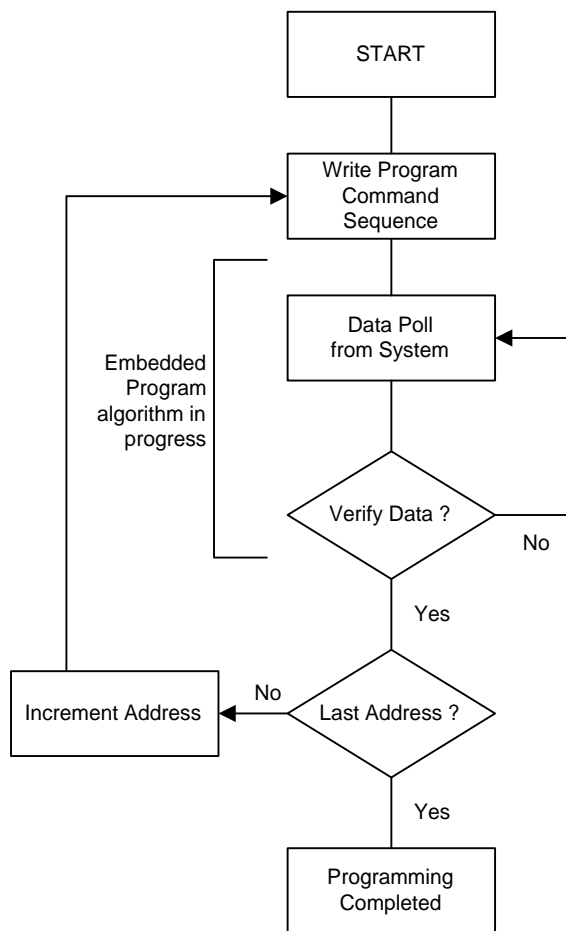 START
Write Program
Command
Sequence
Data Poll
from System
Embedded
Program
algorithm in
progress
Verify Data ?
No
Yes
Increment Address
No
Last Address ?
Yes
Programming
Completed